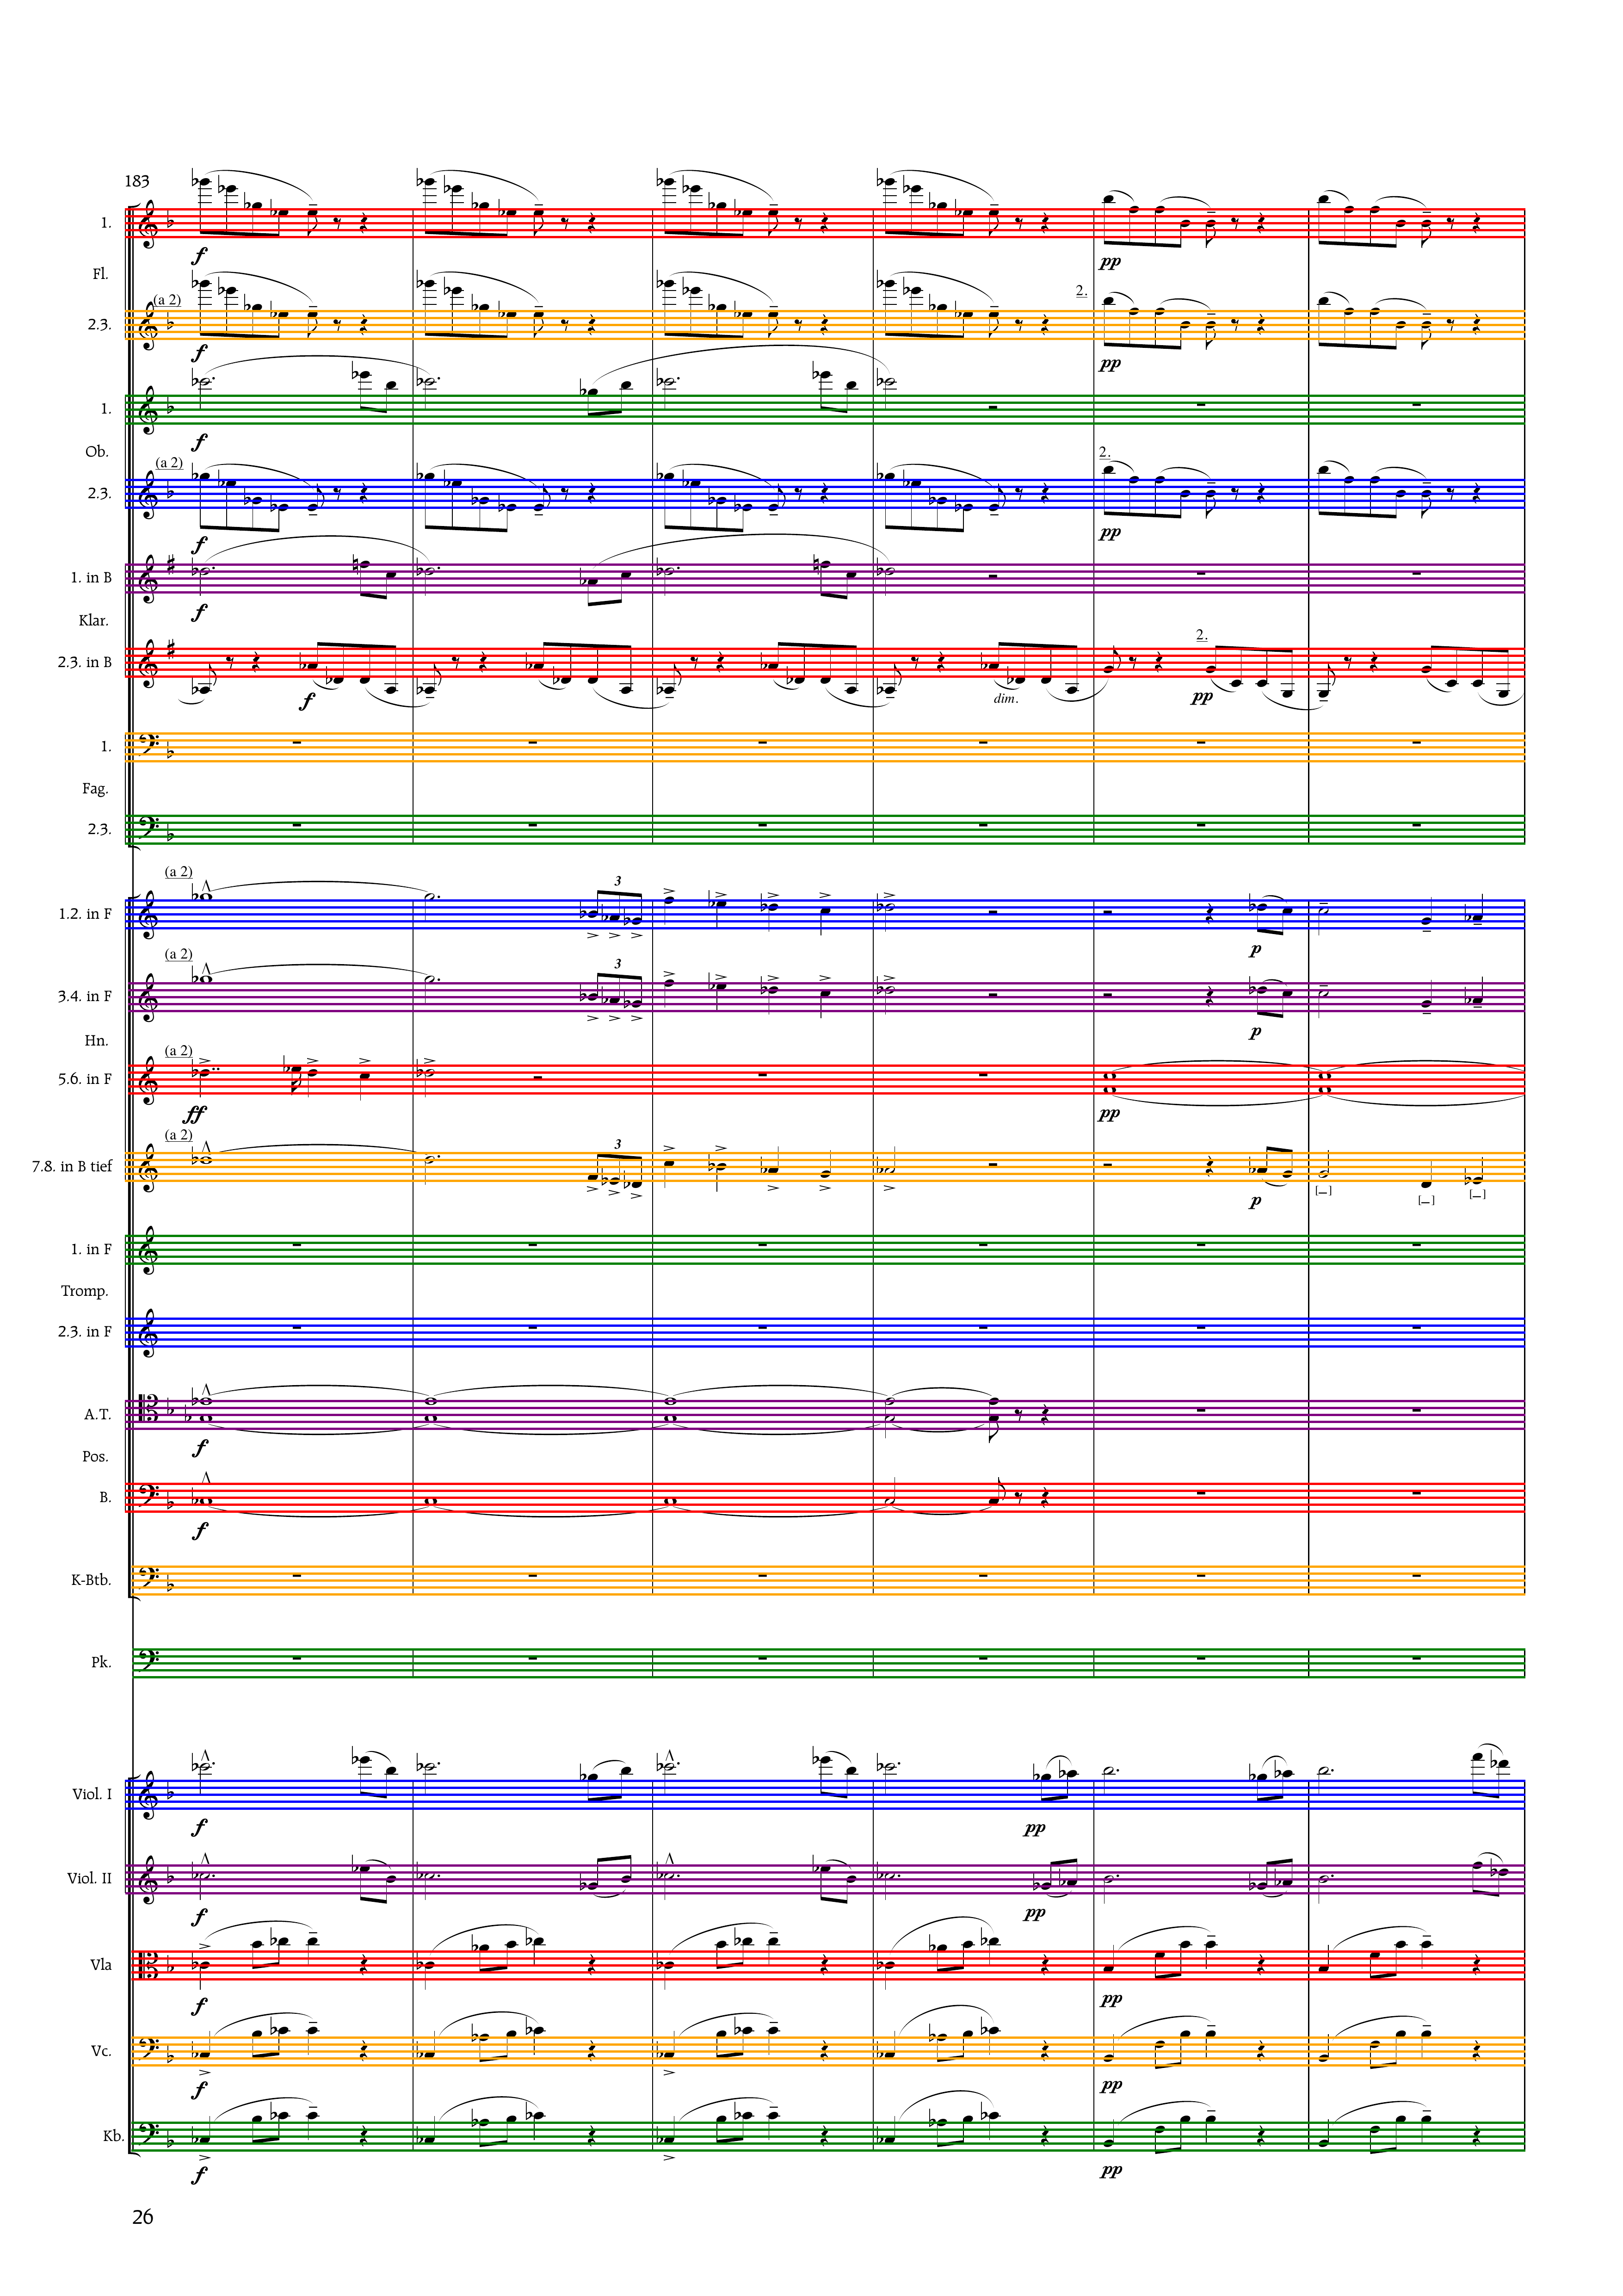 183
1.
f
pp
Fl.
(a 2)
2.
2.3.
f
pp
1.
f
Ob.
(a 2)
2.
2.3.
f
pp
1. in B
f
Klar.
2.
2.3. in B
f
dim.
pp
1.
Fag.
2.3.
(a 2)
3
1.2. in F
p
(a 2)
3
3.4. in F
p
Hn.
(a 2)
5.6. in F
ff
pp
(a 2)
3
7.8. in B tief
p
[–] [–] [–]
1. in F
Tromp.
2.3. in F
A.T.
f
Pos.
B.
f
K-Btb.
Pk.
Viol. I
f
pp
Viol. II
f
pp
Vla
f
pp
Vc.
f
pp
Kb.
f
pp
26